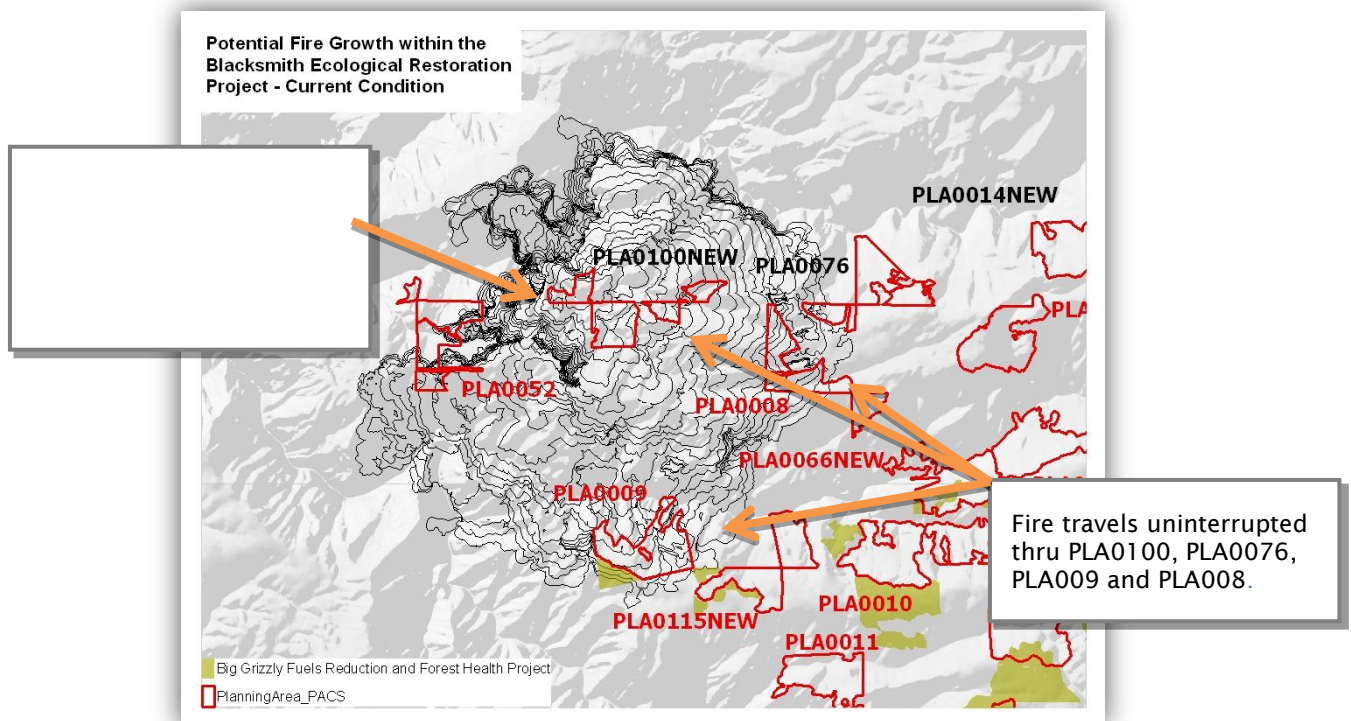 Potential Fire Growth within the
Blacksmith Ecological Restoration
Project - Current Condition
PLA0014NEW
PLA0100NEW
PLA0076
PLA
PLA0052
PLA0008
PLA0066NEW
PLA0009
Fire travels uninterrupted
thru PLA0100, PLA0076,
PLA009 and PLA008.
PLA0010
PLA0115NEW
PLA0011
Big Grizzly Fuels Reduction and Forest Health Project
PlanningArea_PACS